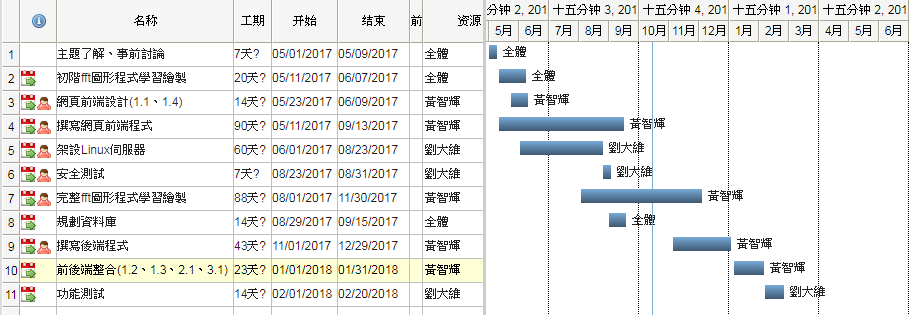 名称 工期 开始 结束 前 资源 分钟 2, 201 十五分钟 3, 201 十五分钟 4, 201 十五分钟 1, 201 十五分钟 2, 201
5月 6月 7月 8月 9月 10月 11月 12月 1月 2月 3月 4月 5月 6月
1 主題了解、事前討論 7天? 05/01/2017 05/09/2017 全體 全體
2 初階fft圖形程式學習繪製 20天? 05/11/2017 06/07/2017 全體 全體
3 網頁前端設計(1.1、1.4) 14天? 05/23/2017 06/09/2017 黃智輝 黃智輝
4 撰寫網頁前端程式 90天? 05/11/2017 09/13/2017 黃智輝 黃智輝
5 架設Linux伺服器 60天? 06/01/2017 08/23/2017 劉大維 劉大維
6 安全測試 7天? 08/23/2017 08/31/2017 劉大維 劉大維
7 完整fft圖形程式學習繪製 88天? 08/01/2017 11/30/2017 黃智輝 黃智輝
8 規劃資料庫 14天? 08/29/2017 09/15/2017 全體 全體
9 撰寫後端程式 43天? 11/01/2017 12/29/2017 黃智輝 黃智輝
10 前後端整合(1.2、1.3、2.1、3.1) 23天? 01/01/2018 01/31/2018 黃智輝 黃智輝
11 功能測試 14天? 02/01/2018 02/20/2018 劉大維 劉大維